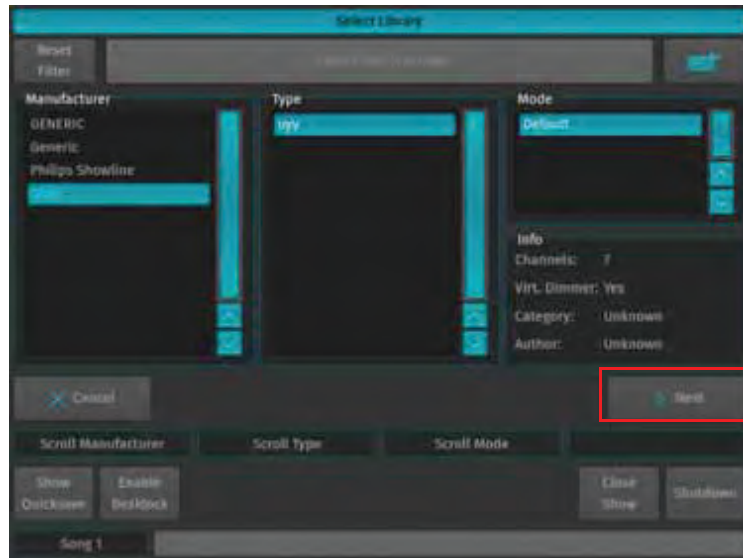 Select Library
Reset
Filter
Manufacturer
GENERIC
Generic
Philips Showline
Type
uyy
Mode
Default
Info
Channels: 7
Virt. Dimmer: Yes
Category: Unknown
Author: Unknown
Cancel
Next
Scroll Manufacturer
Scroll Type
Scroll Mode
Show
Quicksave
Enable
Desklock
Close
Show
Shutdown
Song 1